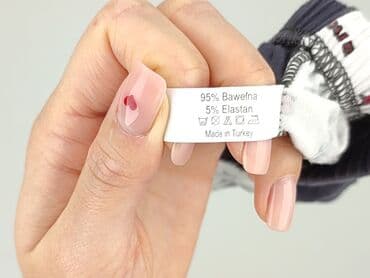 95% Bawełna
5% Elastan
Made in Turkey